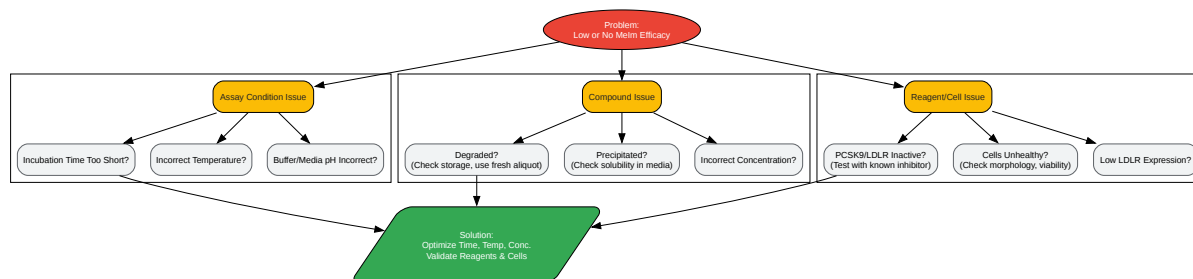 Problem:
Low or No Melm Efficacy
Assay Condition Issue
Compound Issue
Reagent/Cell Issue
Incubation Time Too Short?
Incorrect Temperature?
Buffer/Media pH Incorrect?
Degraded?
(Check storage, use fresh aliquot)
Precipitated?
(Check solubility in media)
Incorrect Concentration?
PCSK9/LDLR Inactive?
(Test with known inhibitor)
Cells Unhealthy?
(Check morphology, viability)
Low LDLR Expression?
Solution:
Optimize Time, Temp, Conc.
Validate Reagents & Cells